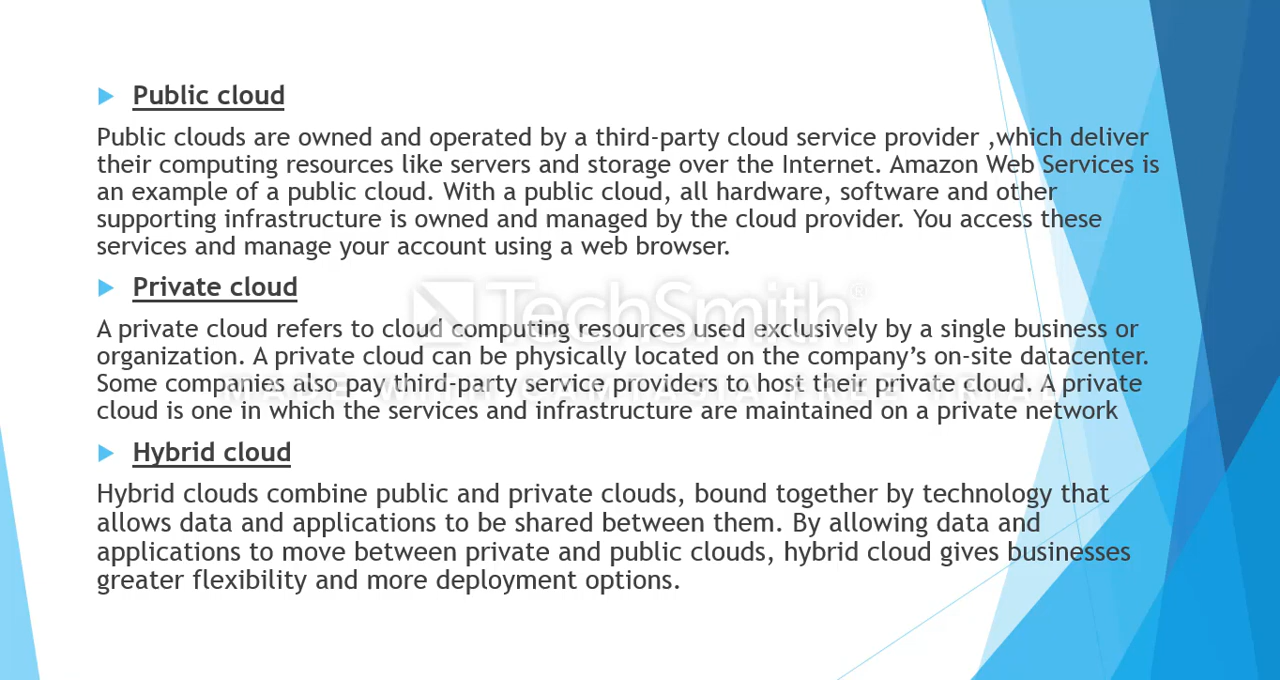 Public cloud
Public clouds are owned and operated by a third-party cloud service provider ,which deliver
their computing resources like servers and storage over the Internet. Amazon Web Services is
an example of a public cloud. With a public cloud, all hardware, software and other
supporting infrastructure is owned and managed by the cloud provider. You access these
services and manage your account using a web browser.
Private cloud
TechSmith®
A private cloud refers to cloud computing resources used exclusively by a single business or
organization. A private cloud can be physically located on the company’s on-site datacenter.
Some companies also pay third-party service providers to host their private cloud. A private
MADE WITH CAMTASIA FREE TRIAL
cloud is one in which the services and infrastructure are maintained on a private network
Hybrid cloud
Hybrid clouds combine public and private clouds, bound together by technology that
allows data and applications to be shared between them. By allowing data and
applications to move between private and public clouds, hybrid cloud gives businesses
greater flexibility and more deployment options.